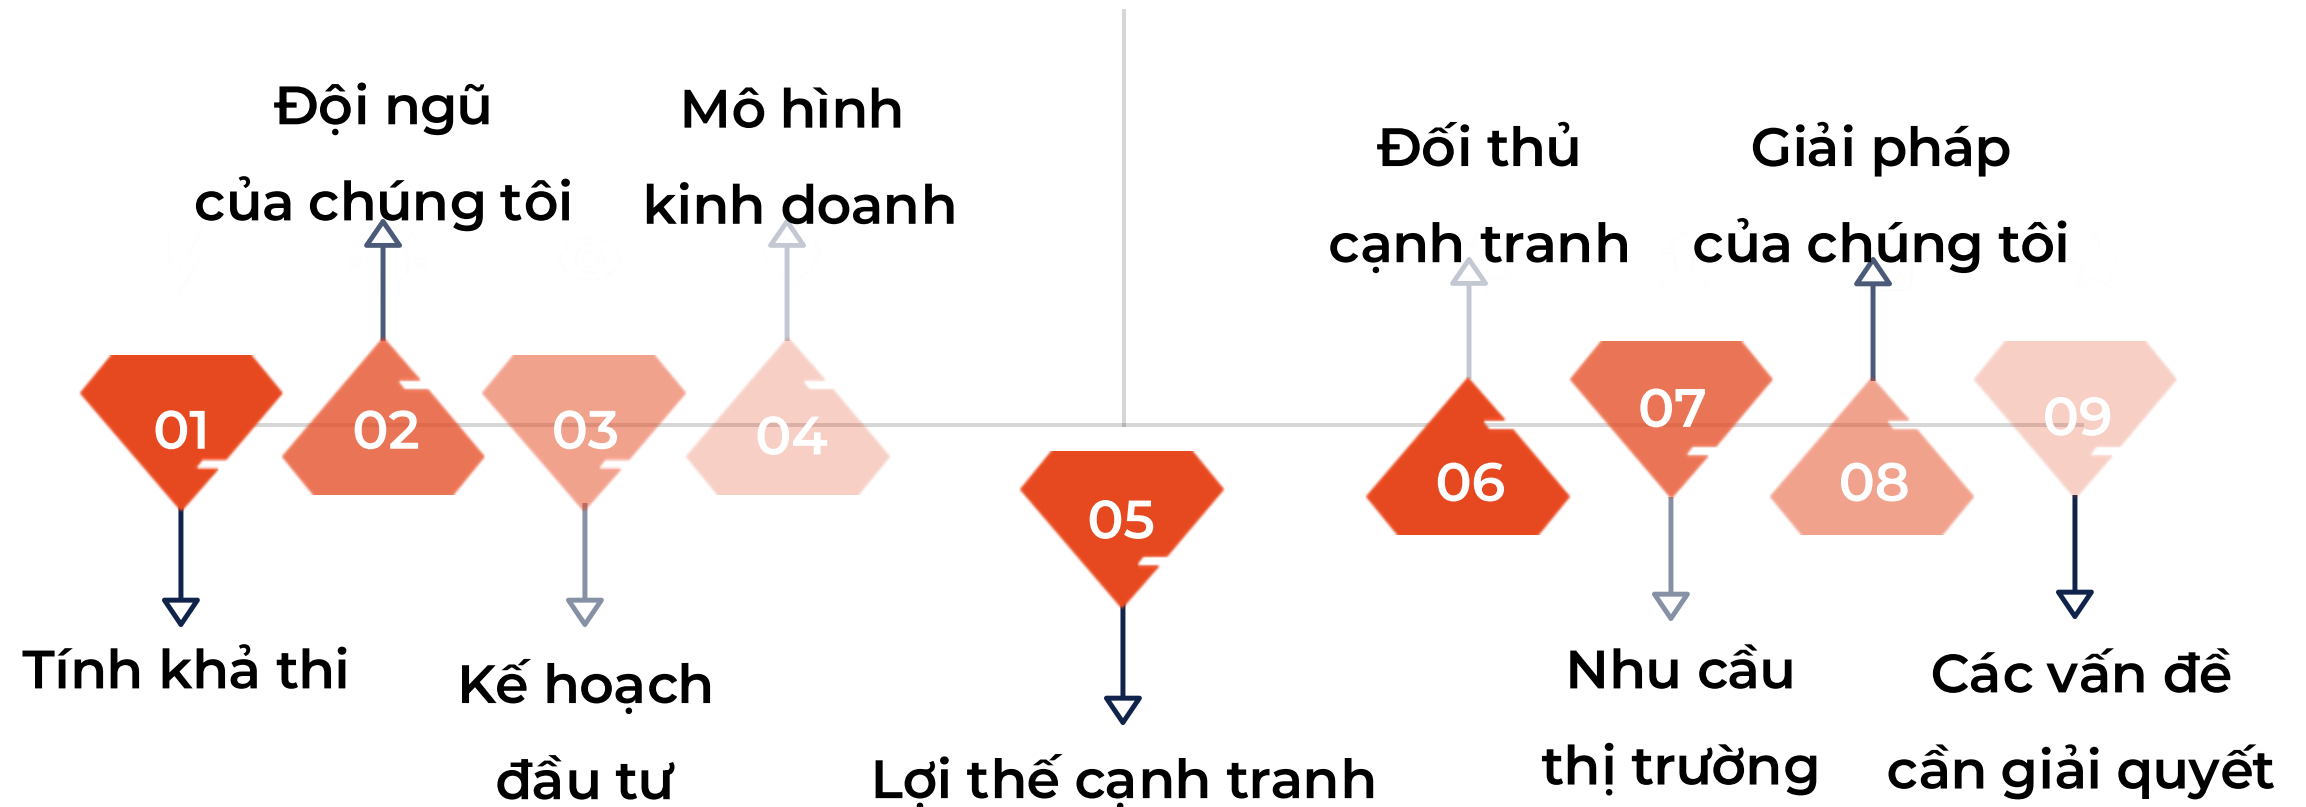 Đội ngũ
của chúng tôi
Mô hình
kinh doanh
Đối thủ
cạnh tranh
Giải pháp
của chúng tôi
01
02
03
04
05
06
07
08
09
Tính khả thi
Kế hoạch
đầu tư
Lợi thế cạnh tranh
Nhu cầu
thị trường
Các vấn đề
cần giải quyết